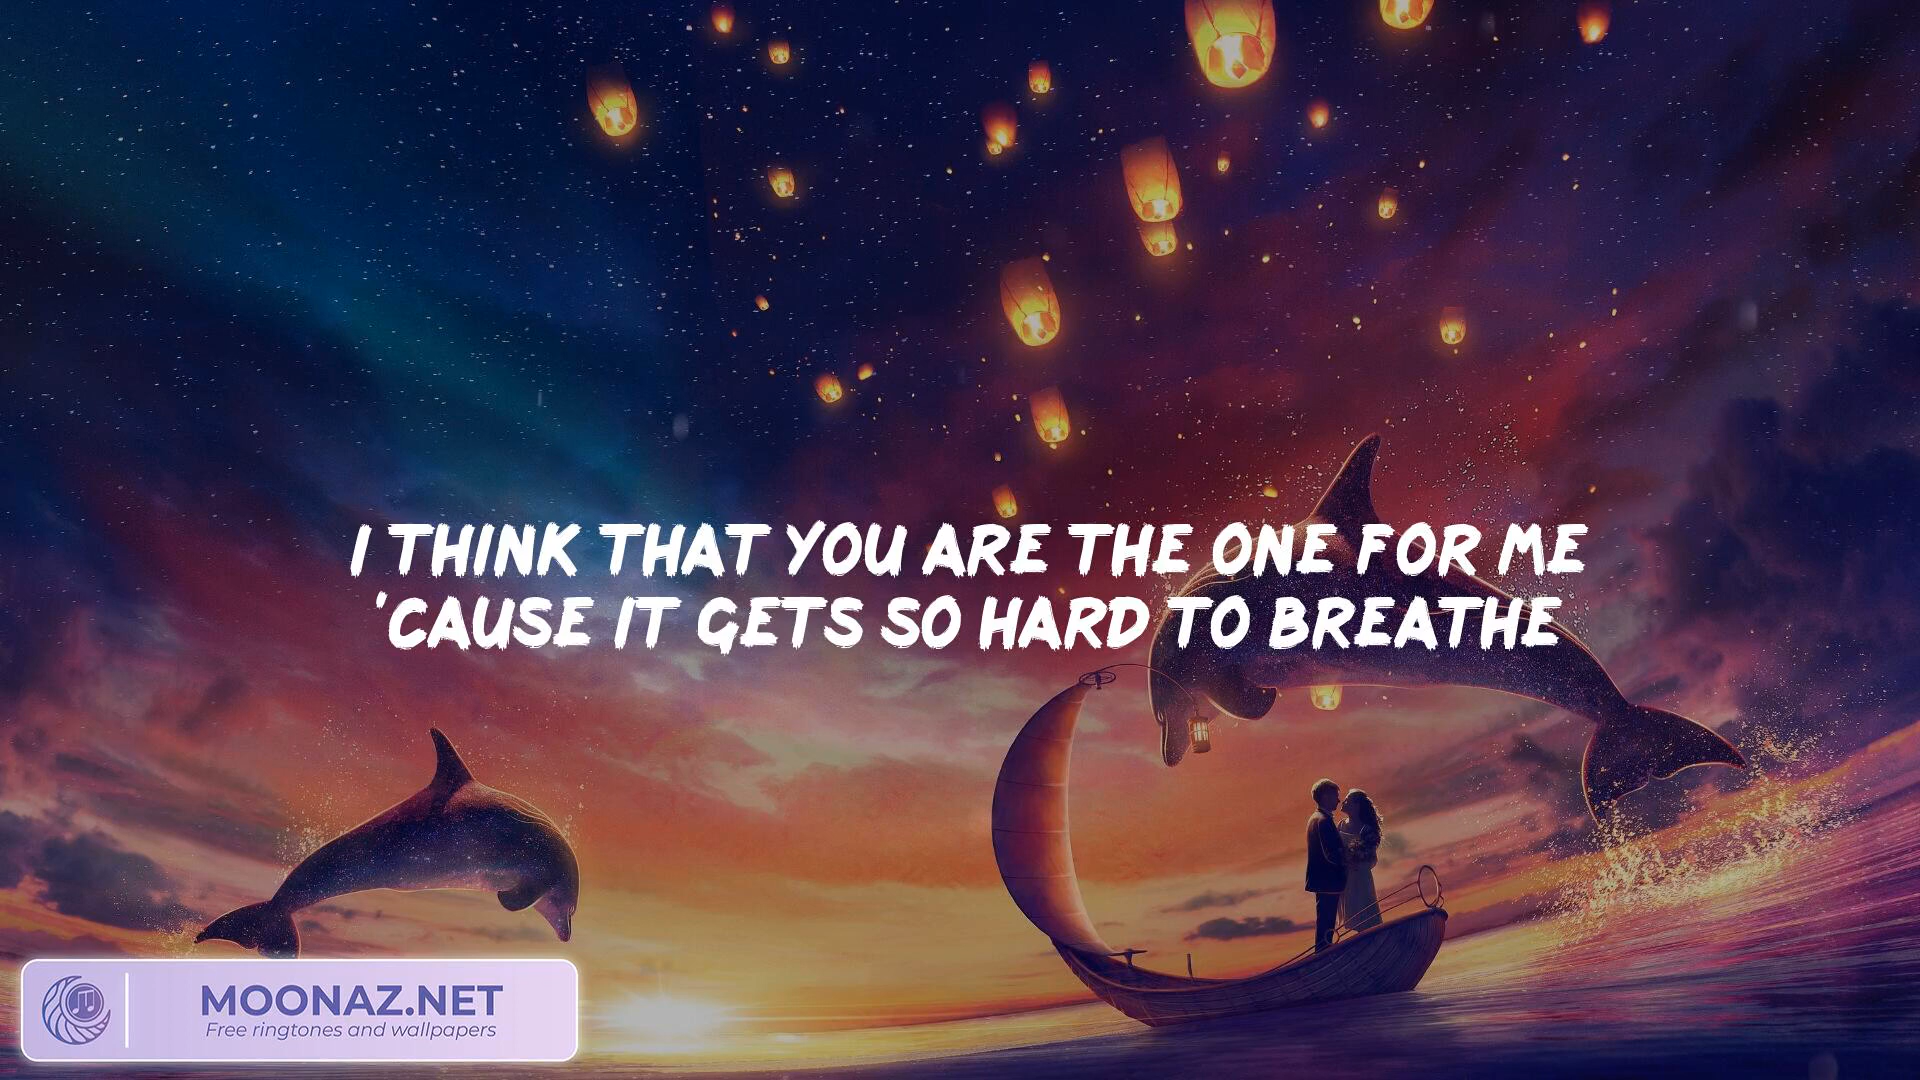 I THINK THAT YOU ARE THE ONE FOR ME
'CAUSE IT GETS SO HARD TO BREATHE
MOONAZ.NET
Free ringtones and wallpapers